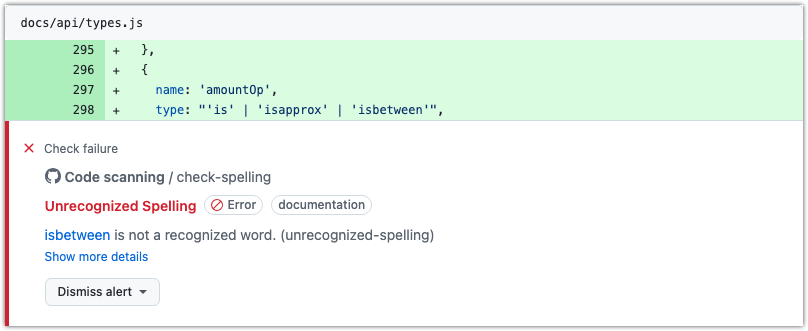 docs/api/types.js
295 + },
296 + {
297 + name: 'amountOp',
298 + type: "'is' | 'isapprox' | 'isbetween'",
Check failure
Code scanning / check-spelling
Unrecognized Spelling Error documentation
isbetween is not a recognized word. (unrecognized-spelling)
Show more details
Dismiss alert